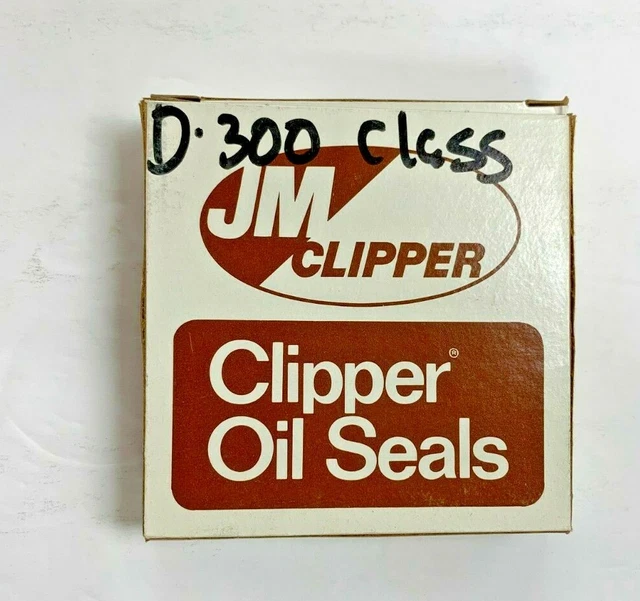 D·300 Class
JM
CLIPPER
Clipper®
Oil Seals